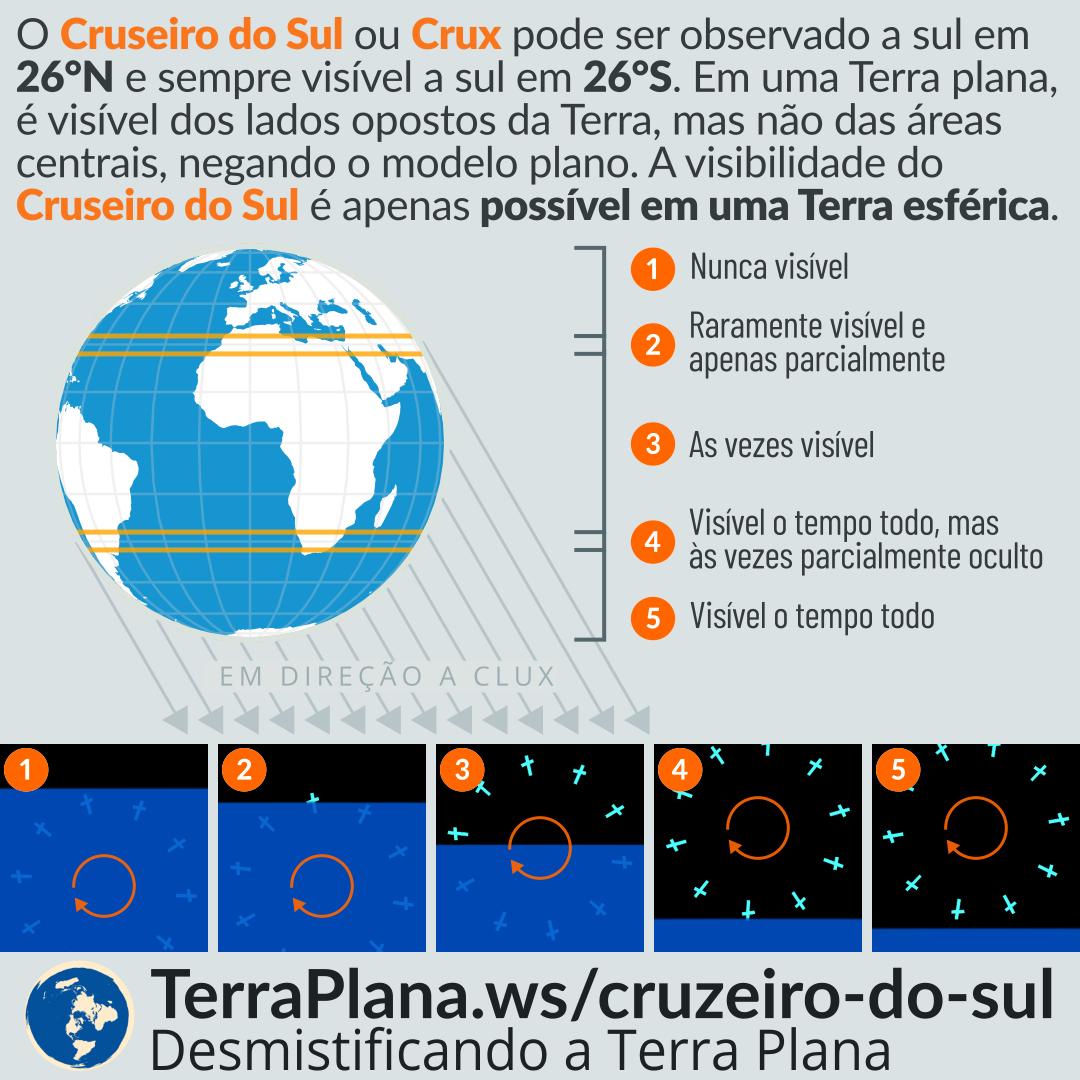 O Cruseiro do Sul ou Crux pode ser observado a sul em
26°N e sempre visível a sul em 26°S. Em uma Terra plana,
é visível dos lados opostos da Terra, mas não das áreas
centrais, negando o modelo plano. A visibilidade do
Cruseiro do Sul é apenas possível em uma Terra esférica.
1 Nunca visível
2 Raramente visível e
apenas parcialmente
3 As vezes visível
4 Visível o tempo todo, mas
às vezes parcialmente oculto
5 Visível o tempo todo
EM DIREÇÃO A CLUX
1 2 3 4 5
TerraPlana.ws/cruzeiro-do-sul
Desmistificando a Terra Plana